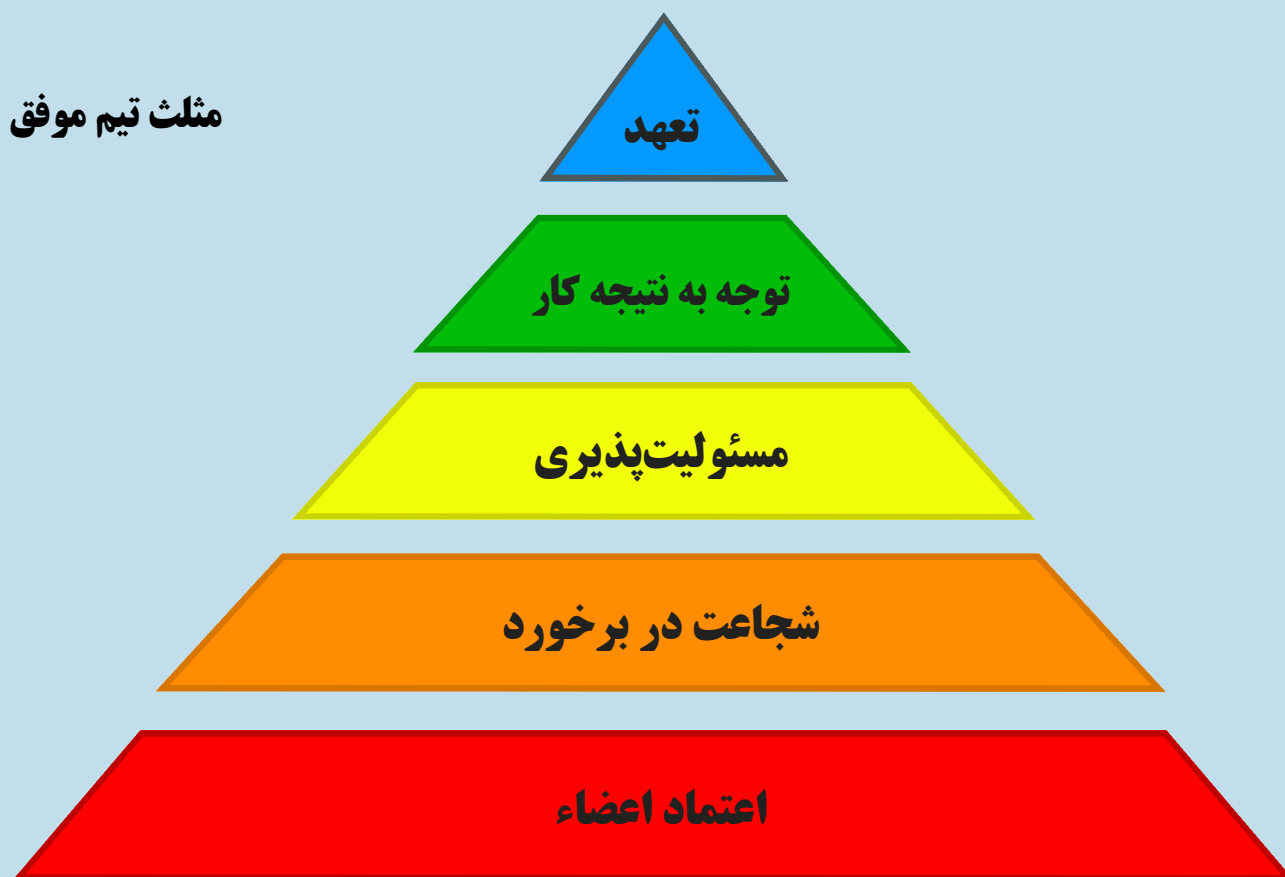 مثلث تیم موفق
تعهد
توجه به نتیجه کار
مسئولیت‌پذیری
شجاعت در برخورد
اعتماد اعضاء